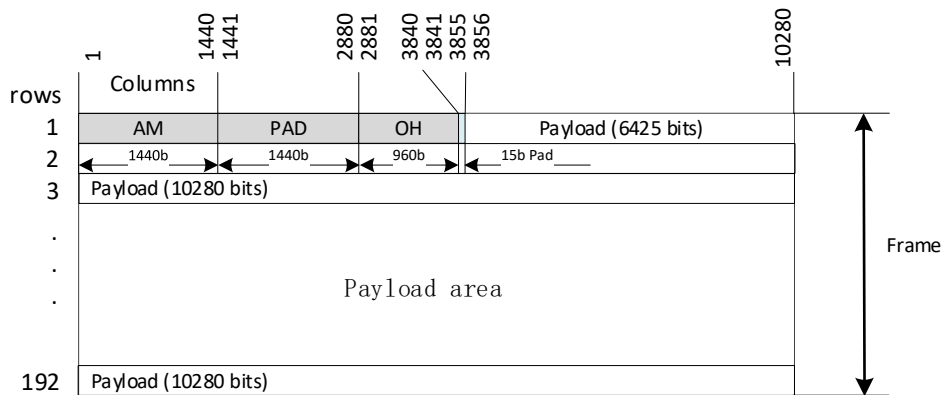 1
1440
1441
2880
2881
3840
3841
3855
3856
10280
Columns
rows
1 AM PAD OH Payload (6425 bits)
2 1440b 1440b 960b 15b Pad
3 Payload (10280 bits)
.
.
.
Payload area
Frame
192 Payload (10280 bits)